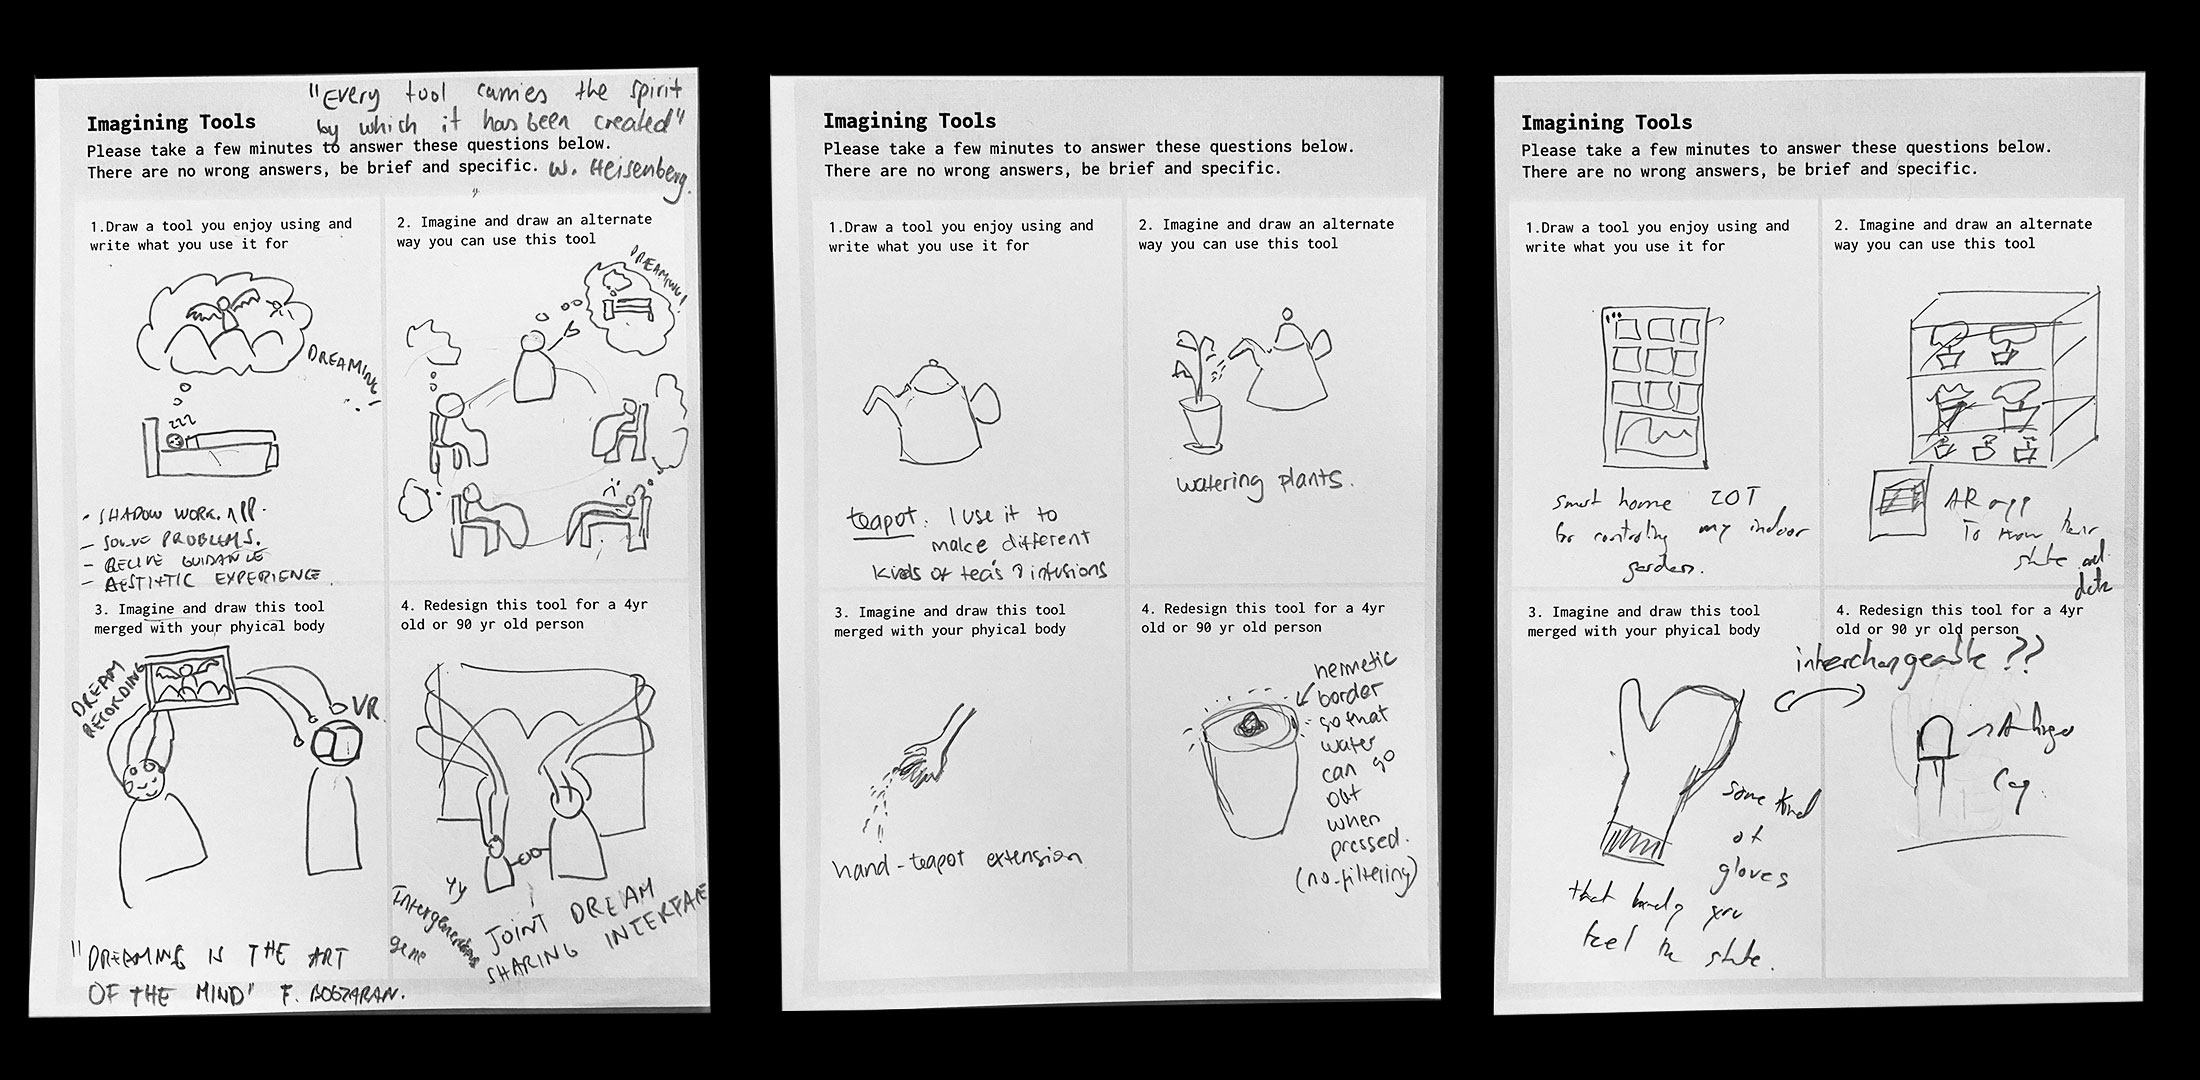 "Every tool carries the spirit
by which it has been created"
W. Heisenberg.
Imagining Tools
Please take a few minutes to answer these questions below.
There are no wrong answers, be brief and specific.
1.Draw a tool you enjoy using and
write what you use it for
DREAMING
zzz
- SHADOW WORK.
- SOLVE PROBLEMS.
GUIDANCE
EXPERIENCE
2. Imagine and draw an alternate
way you can use this tool
DREAMING!
3. Imagine and draw this tool
merged with your phyical body
DREAM
RECORDING
VR
"DREAMING IS THE ART
OF THE MIND" F. BOGZARAN.
4. Redesign this tool for a 4yr
old or 90 yr old person
4y
JOINT DREAM
SHARING INTERFACE
Imagining Tools
Please take a few minutes to answer these questions below.
There are no wrong answers, be brief and specific.
1.Draw a tool you enjoy using and
write what you use it for
teapot. I use it to
make different
kinds of tea's & infusions
2. Imagine and draw an alternate
way you can use this tool
watering plants.
3. Imagine and draw this tool
merged with your phyical body
hand-teapot extension
4. Redesign this tool for a 4yr
old or 90 yr old person
hermetic
border
so that
water
can go
out
when
pressed.
(no-filtering)
Imagining Tools
Please take a few minutes to answer these questions below.
There are no wrong answers, be brief and specific.
1.Draw a tool you enjoy using and
write what you use it for
smart home IOT
for controling my indoor
garden.
2. Imagine and draw an alternate
way you can use this tool
AR app
To know their
state and
data
3. Imagine and draw this tool
merged with your phyical body
some kind
of
gloves
that you
feel the state.
4. Redesign this tool for a 4yr
old or 90 yr old person
interchangeable ??
A finger
Cap